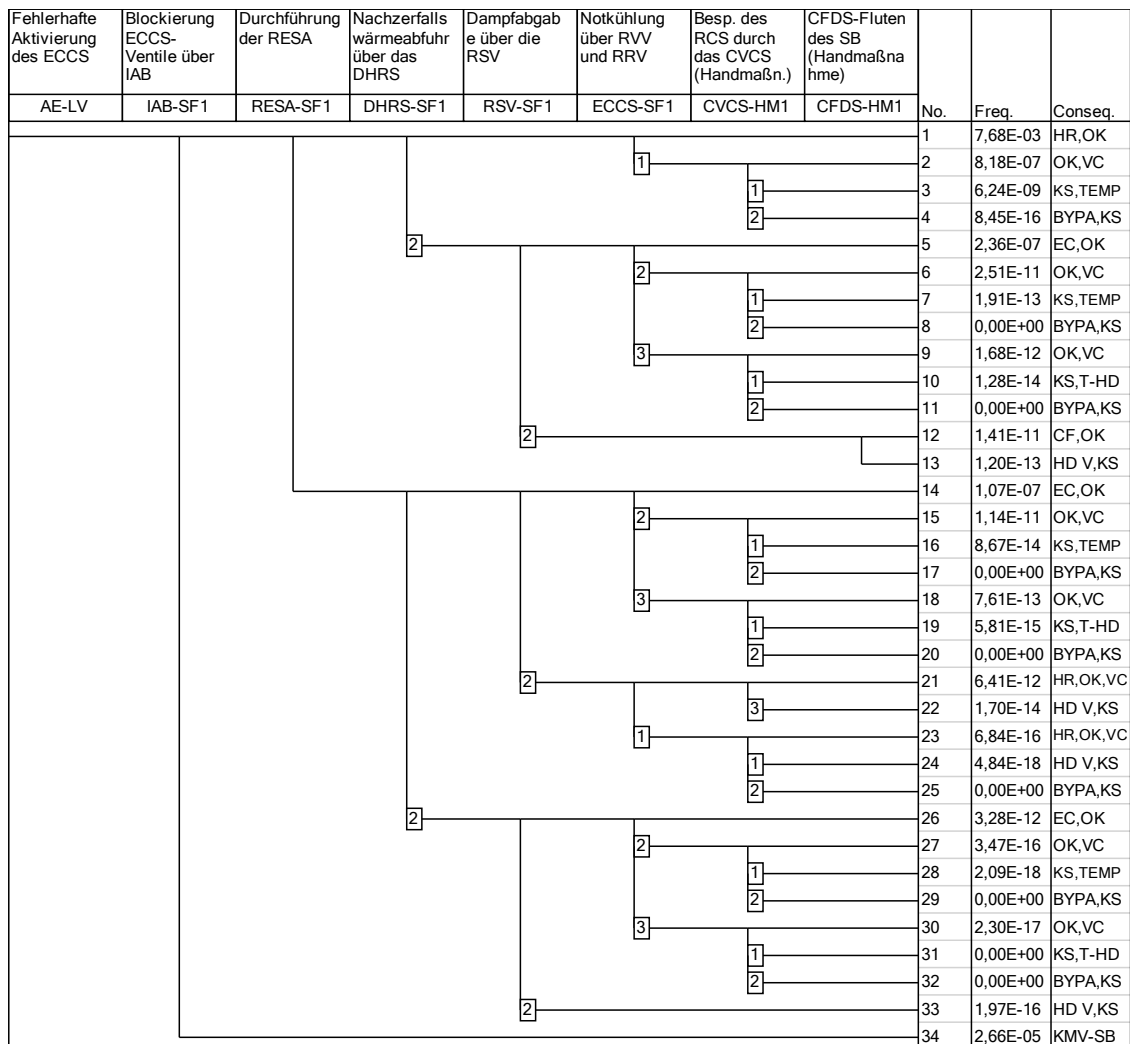 Fehlerhafte
Aktivierung
des ECCS
Blockierung
ECCS-
Ventile über
IAB
Durchführung
der RESA
Nachzerfalls
wärmeabfuhr
über das
DHRS
Dampfabgab
e über die
RSV
Notkühlung
über RVV
und RRV
Besp. des
RCS durch
das CVCS
(Handmaßn.)
CFDS-Fluten
des SB
(Handmaßna
hme)
AE-LV IAB-SF1 RESA-SF1 DHRS-SF1 RSV-SF1 ECCS-SF1 CVCS-HM1 CFDS-HM1 No. Freq. Conseq.
1 7,68E-03 HR,OK
1 2 8,18E-07 OK,VC
1 3 6,24E-09 KS,TEMP
2 4 8,45E-16 BYPA,KS
2 5 2,36E-07 EC,OK
2 6 2,51E-11 OK,VC
1 7 1,91E-13 KS,TEMP
2 8 0,00E+00 BYPA,KS
3 9 1,68E-12 OK,VC
1 10 1,28E-14 KS,T-HD
2 11 0,00E+00 BYPA,KS
2 12 1,41E-11 CF,OK
13 1,20E-13 HD V,KS
14 1,07E-07 EC,OK
2 15 1,14E-11 OK,VC
1 16 8,67E-14 KS,TEMP
2 17 0,00E+00 BYPA,KS
3 18 7,61E-13 OK,VC
1 19 5,81E-15 KS,T-HD
2 20 0,00E+00 BYPA,KS
2 21 6,41E-12 HR,OK,VC
3 22 1,70E-14 HD V,KS
1 23 6,84E-16 HR,OK,VC
1 24 4,84E-18 HD V,KS
2 25 0,00E+00 BYPA,KS
2 26 3,28E-12 EC,OK
2 27 3,47E-16 OK,VC
1 28 2,09E-18 KS,TEMP
2 29 0,00E+00 BYPA,KS
3 30 2,30E-17 OK,VC
1 31 0,00E+00 KS,T-HD
2 32 0,00E+00 BYPA,KS
2 33 1,97E-16 HD V,KS
34 2,66E-05 KMV-SB